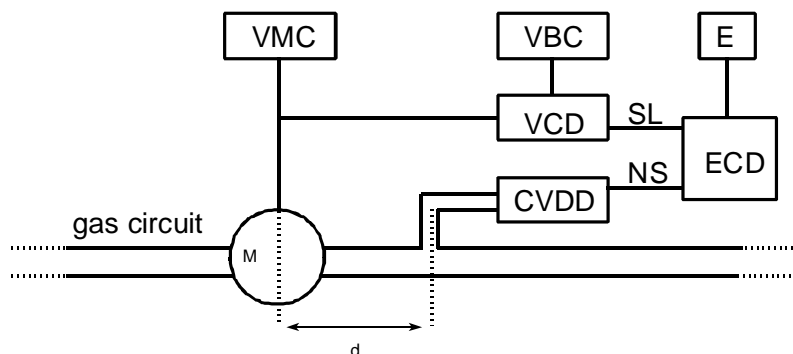 VMC
VBC
E
VCD
SL
ECD
NS
CVDD
gas circuit
M
d